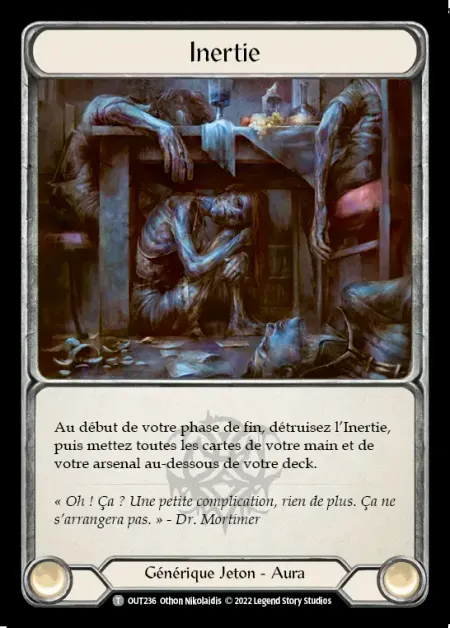 Inertie
Au début de votre phase de fin, détruisez l'Inertie,
puis mettez toutes les cartes de votre main et de
votre arsenal au-dessous de votre deck.
« Oh ! Ça ? Une petite complication, rien de plus. Ça ne
s'arrangera pas. » - Dr. Mortimer
Générique Jeton - Aura
T OUT236 Othon Nikolaidis © 2022 Legend Story Studios